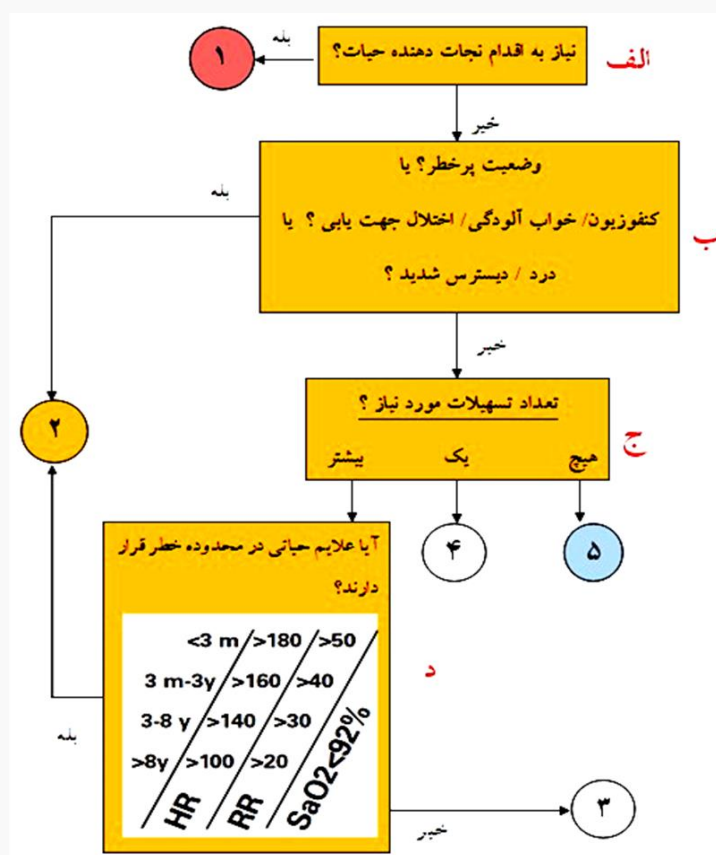 نیاز به اقدام نجات دهنده حیات؟
الف
بله
۱
خیر
وضعیت پرخطر؟ یا
کنفوزیون/ خواب آلودگی/ اختلال جهت یابی ؟ یا
درد / دیسترس شدید ؟
ب
بله
خیر
۲
تعداد تسهیلات مورد نیاز ؟
هیچ یک بیشتر
ج
۵
۴
آیا علایم حیاتی در محدوده خطر قرار
دارند؟
<3 m >180 >50
3 m-3y >160 >40
3-8 y >140 >30
>8y >100 >20
HR RR SaO2<92%
د
بله
خیر
۳